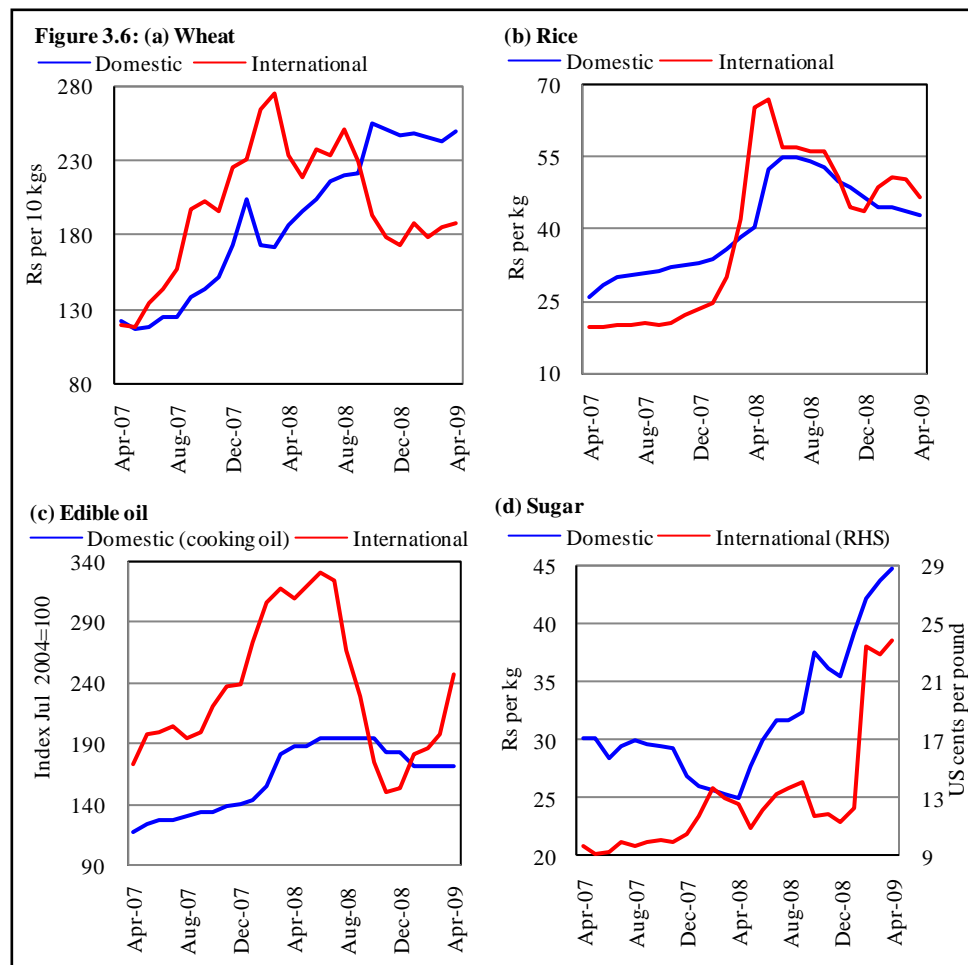 Figure 3.6: (a) Wheat
Domestic International
Rs per 10 kgs
280
230
180
130
80
Apr-07
Aug-07
Dec-07
Apr-08
Aug-08
Dec-08
Apr-09
(b) Rice
Domestic International
Rs per kg
70
55
40
25
10
Apr-07
Aug-07
Dec-07
Apr-08
Aug-08
Dec-08
Apr-09
(c) Edible oil
Domestic (cooking oil) International
Index Jul 2004=100
340
290
240
190
140
90
Apr-07
Aug-07
Dec-07
Apr-08
Aug-08
Dec-08
Apr-09
(d) Sugar
Domestic International (RHS)
Rs per kg
45
40
35
30
25
20
29
25
21
17
13
9
US cents per pound
Apr-07
Aug-07
Dec-07
Apr-08
Aug-08
Dec-08
Apr-09